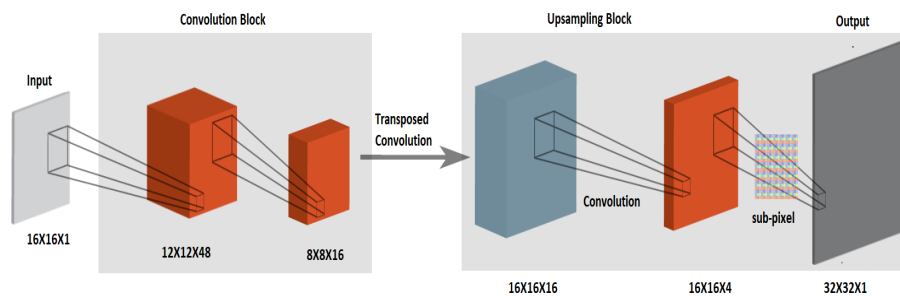 Convolution Block
Upsampling Block
Output
Input
Transposed
Convolution
Convolution
sub-pixel
16X16X1
12X12X48
8X8X16
16X16X16
16X16X4
32X32X1